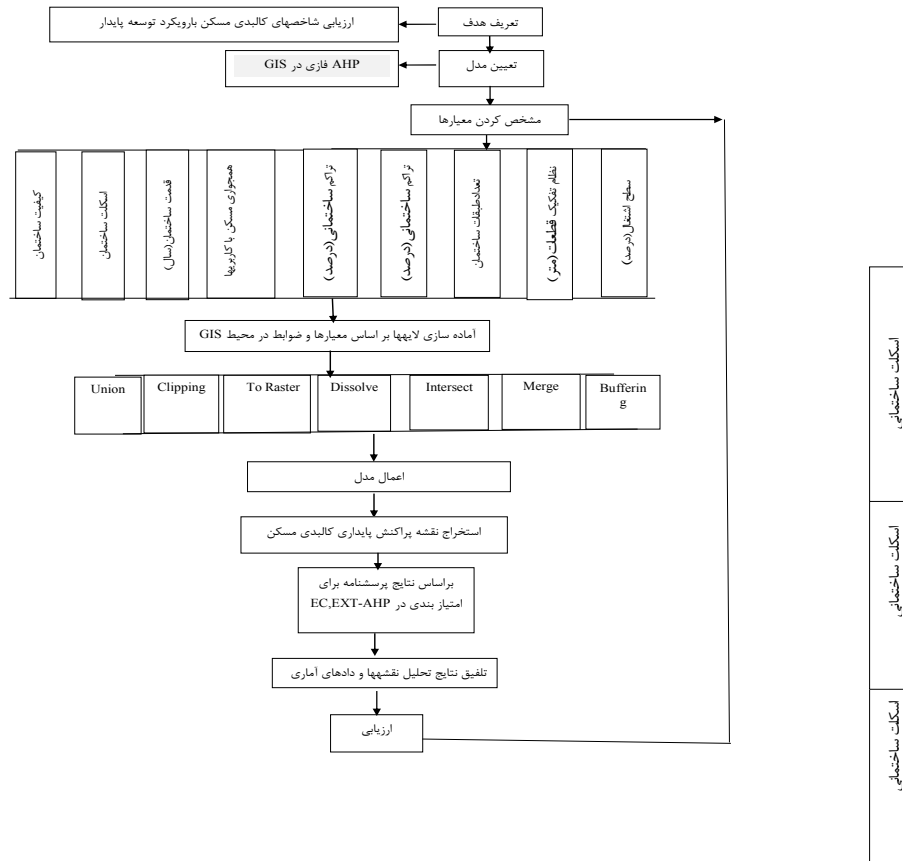 تعریف هدف
ارزیابی شاخصهای کالبدی مسکن بارویکرد توسعه پایدار
تعیین مدل
AHP فازی در GIS
مشخص کردن معیارها
سطح اشتغال(درصد)
نظام تفکیک قطعات(متر)
تعدادطبقات ساختمان
تراکم ساختمانی(درصد)
تراکم ساختمانی(درصد)
همجواری مسکن با کاربریها
قدمت ساختمان(سال)
اسکلت ساختمان
کیفیت ساختمان
آماده سازی لایهها بر اساس معیارها و ضوابط در محیط GIS
Union
Clipping
To Raster
Dissolve
Intersect
Merge
Bufferin
g
اعمال مدل
استخراج نقشه پراکنش پایداری کالبدی مسکن
براساس نتایج پرسشنامه برای
امتیاز بندی در EC,EXT-AHP
تلفیق نتایج تحلیل نقشهها و دادهای آماری
ارزیابی
اسکلت ساختمانی
اسکلت ساختمانی
اسکلت ساختمانی